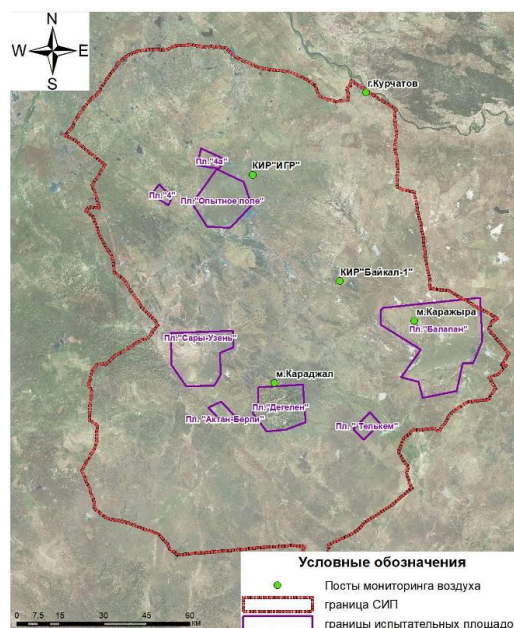 N
W E
S
г.Курчатов
Пл."4а"
КИР"ИГР"
Пл."4"
Пл."Опытное поле"
КИР"Байкал-1"
м.Каражыра
Пл."Балапан"
Пл."Сары-Узень"
м.Караджал
Пл."Дегелен"
Пл. "Актан-Берли"
Пл. "Телькем"
Условные обозначения
Посты мониторинга воздуха
граница СИП
границы испытательных площадо
0 7,5 15 30 45 60
км